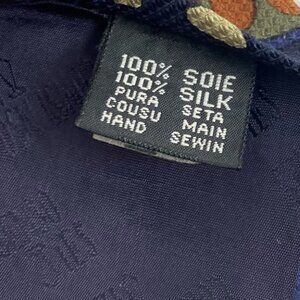 100% SOIE
100% SILK
PURA SETA
COUSU MAIN
HAND SEWIN